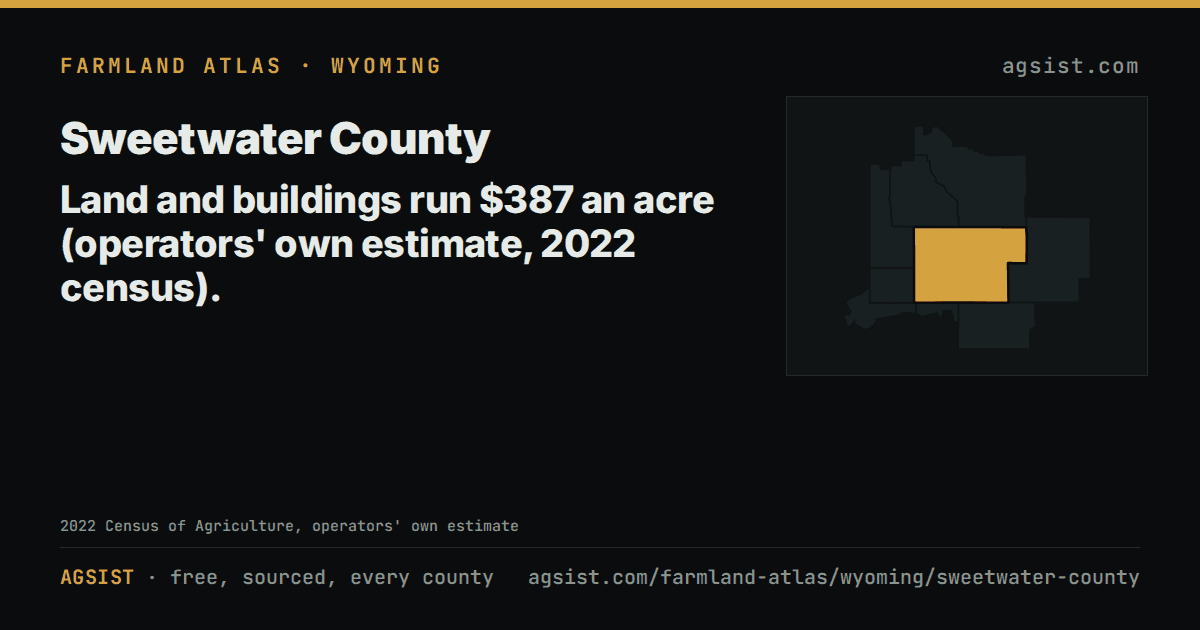 FARMLAND ATLAS · WYOMING
agsist.com
Sweetwater County
Land and buildings run $387 an acre
(operators' own estimate, 2022
census).
2022 Census of Agriculture, operators' own estimate
AGSIST · free, sourced, every county
agsist.com/farmland-atlas/wyoming/sweetwater-county